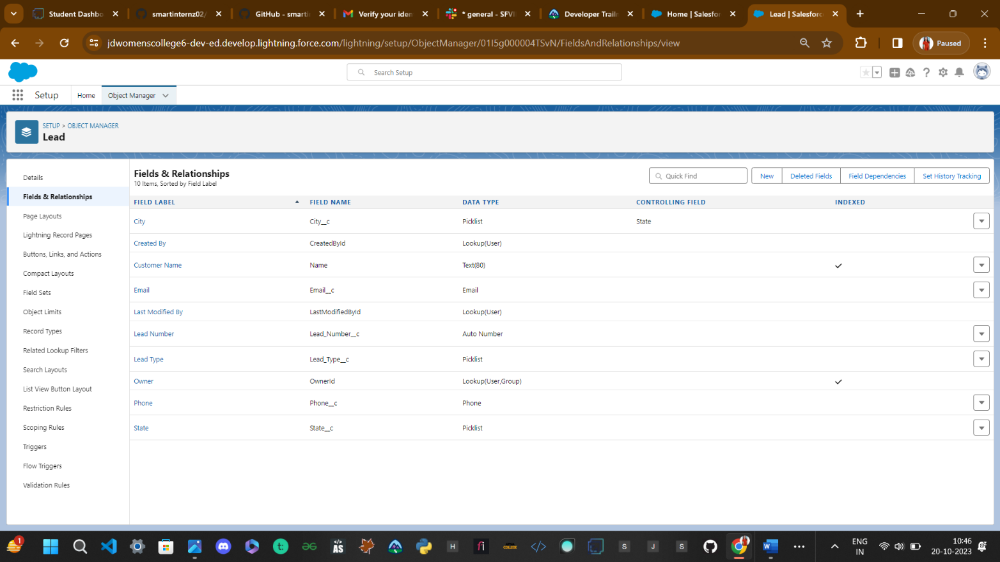 Student Dashbo
smartinternz02/
GitHub - smartin
Verify your iden
* general - SFVI
Developer Trailh
Home | Salesfor
Lead | Salesforc
jdwomenscollege6-dev-ed.develop.lightning.force.com/lightning/setup/ObjectManager/01I5g000004TSvN/FieldsAndRelationships/view
Paused
Search Setup
Setup
Home
Object Manager
SETUP > OBJECT MANAGER
Lead
Details
Fields & Relationships
Page Layouts
Lightning Record Pages
Buttons, Links, and Actions
Compact Layouts
Field Sets
Object Limits
Record Types
Related Lookup Filters
Search Layouts
List View Button Layout
Restriction Rules
Scoping Rules
Triggers
Flow Triggers
Validation Rules
Fields & Relationships
10 Items, Sorted by Field Label
Quick Find
New
Deleted Fields
Field Dependencies
Set History Tracking
FIELD LABEL FIELD NAME DATA TYPE CONTROLLING FIELD INDEXED
City City__c Picklist State
Created By CreatedById Lookup(User)
Customer Name Name Text(80)
Email Email__c Email
Last Modified By LastModifiedById Lookup(User)
Lead Number Lead_Number__c Auto Number
Lead Type Lead_Type__c Picklist
Owner OwnerId Lookup(User,Group)
Phone Phone__c Phone
State State__c Picklist
1
AS
H
fi
S
J
S
ENG
IN
10:46
20-10-2023